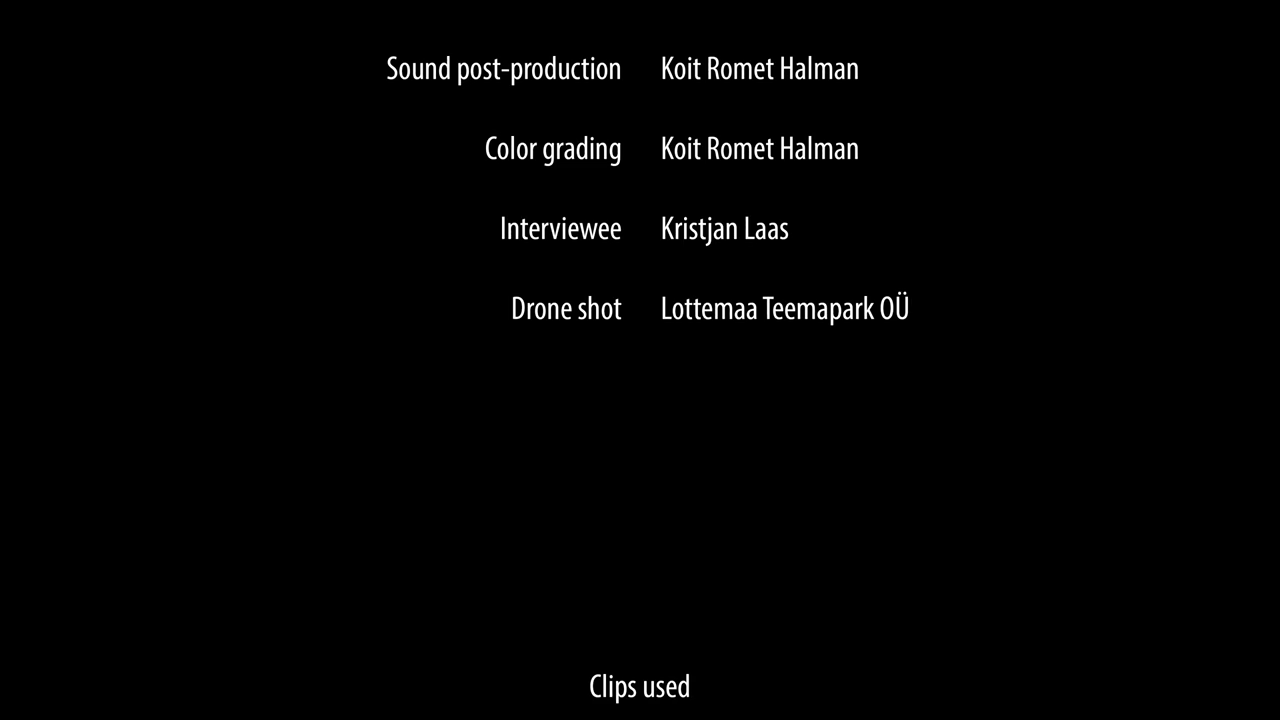 Sound post-production Koit Romet Halman
Color grading Koit Romet Halman
Interviewee Kristjan Laas
Drone shot Lottemaa Teemapark OÜ
Clips used